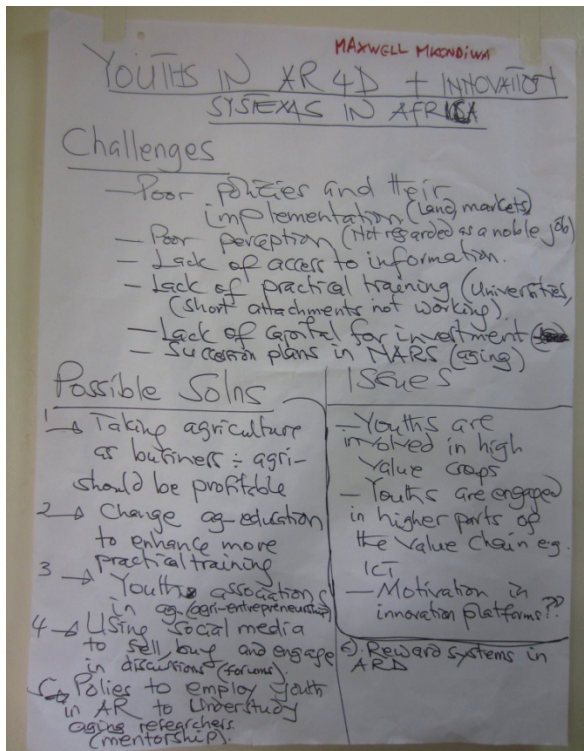 MAXWELL MKONDIWA
YOUTHS IN AR4D + INNOVATION
SYSTEMS IN AFRICA
Challenges
— Poor policies and their
implementation (Land, markets)
— Poor perception (Not regarded as a noble job)
— Lack of access to information.
— Lack of practical training (Universities,
(short attachments not working)
— Lack of capital for investment
— Succession plans in NARS (aging)
Possible Solns
1 → Taking agriculture
as business ÷ agri-
should be profitable
2 → Change ag-education
to enhance more
practical training
3 → Youths associations
in ag (agri-entrepreneurship)
4 → Using social media
to sell, buy and engage
in discussions (forums).
5 → Polies to employ youth
in AR to Understudy
aging researchers
(mentorship).
Issues
— Youths are
involved in high
value crops
— Youths are engaged
in higher parts of
the value chain e.g.
ICT
— Motivation in
innovation platforms??
6). Reward systems in
ARD